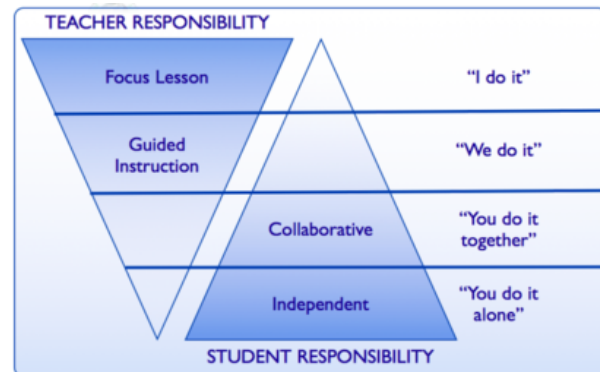 TEACHER RESPONSIBILITY
Focus Lesson
“I do it”
Guided
Instruction
“We do it”
Collaborative
“You do it
together”
Independent
“You do it
alone”
STUDENT RESPONSIBILITY